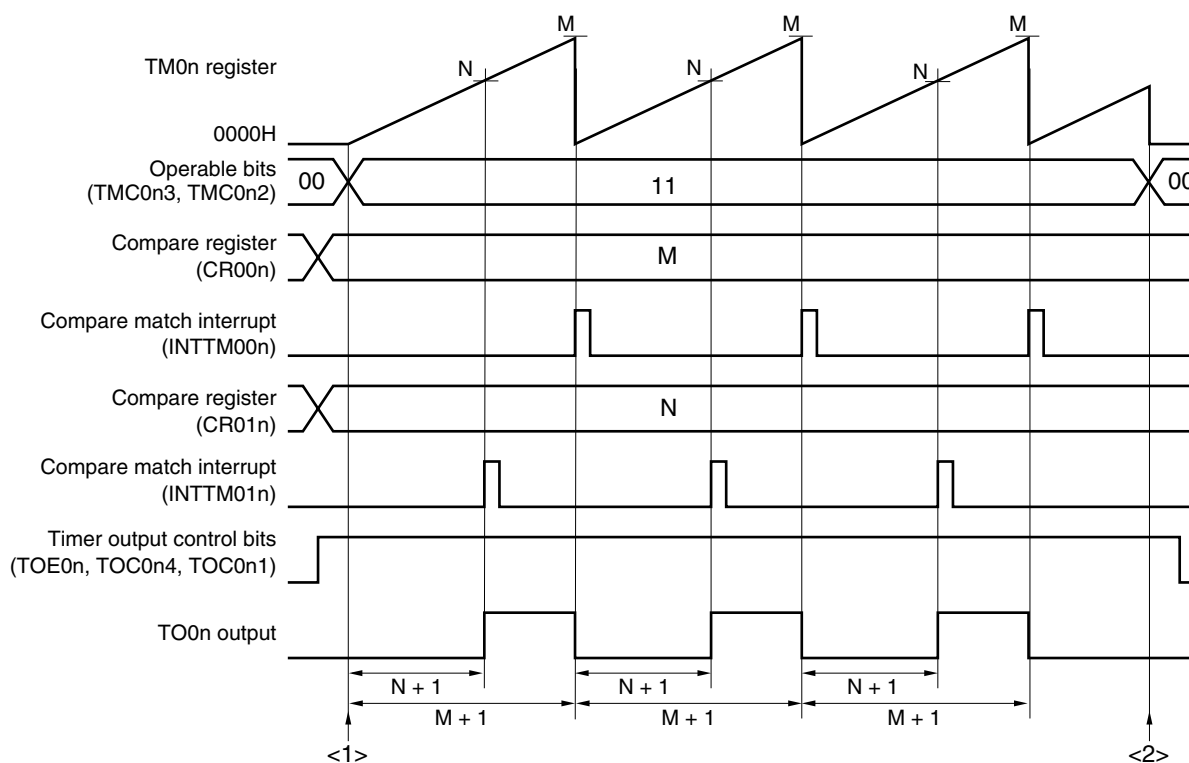 M M M
TM0n register N N N
0000H
Operable bits
(TMC0n3, TMC0n2) 00 11 00
Compare register
(CR00n) M
Compare match interrupt
(INTTM00n)
Compare register
(CR01n) N
Compare match interrupt
(INTTM01n)
Timer output control bits
(TOE0n, TOC0n4, TOC0n1)
TO0n output
N + 1 N + 1 N + 1
M + 1 M + 1 M + 1
<1> <2>